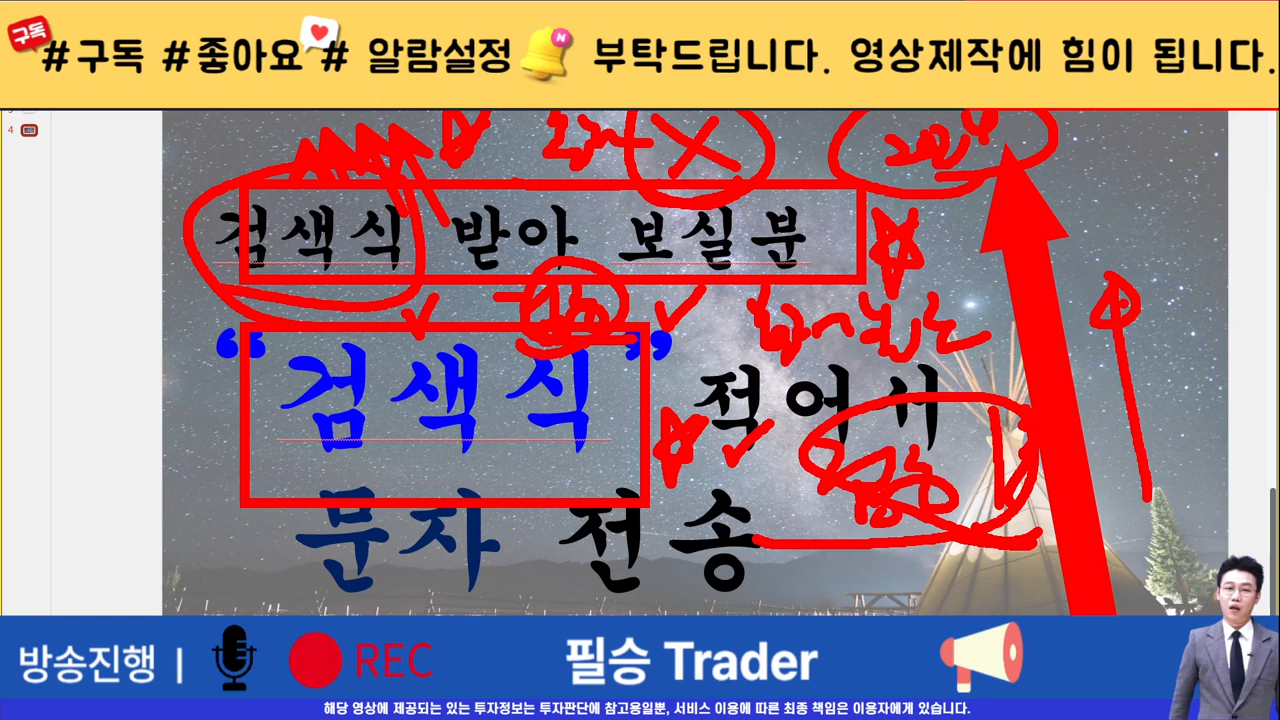 구독
#구독 #좋아요 # 알람설정 N 부탁드립니다. 영상제작에 힘이 됩니다.
4
검색식 받아 보실분
“검색식” 적어서
문자 전송
방송진행 | REC 필승 Trader
해당 영상에 제공되는 있는 투자정보는 투자판단에 참고용일뿐, 서비스 이용에 따른 최종 책임은 이용자에게 있습니다.